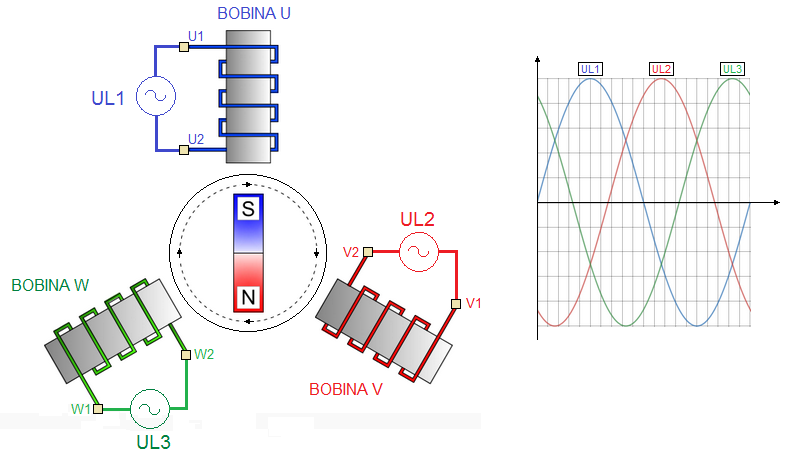 BOBINA U
U1
UL1
U2
S
N
UL2
V2
V1
BOBINA V
BOBINA W
W2
W1
UL3
UL1
UL2
UL3